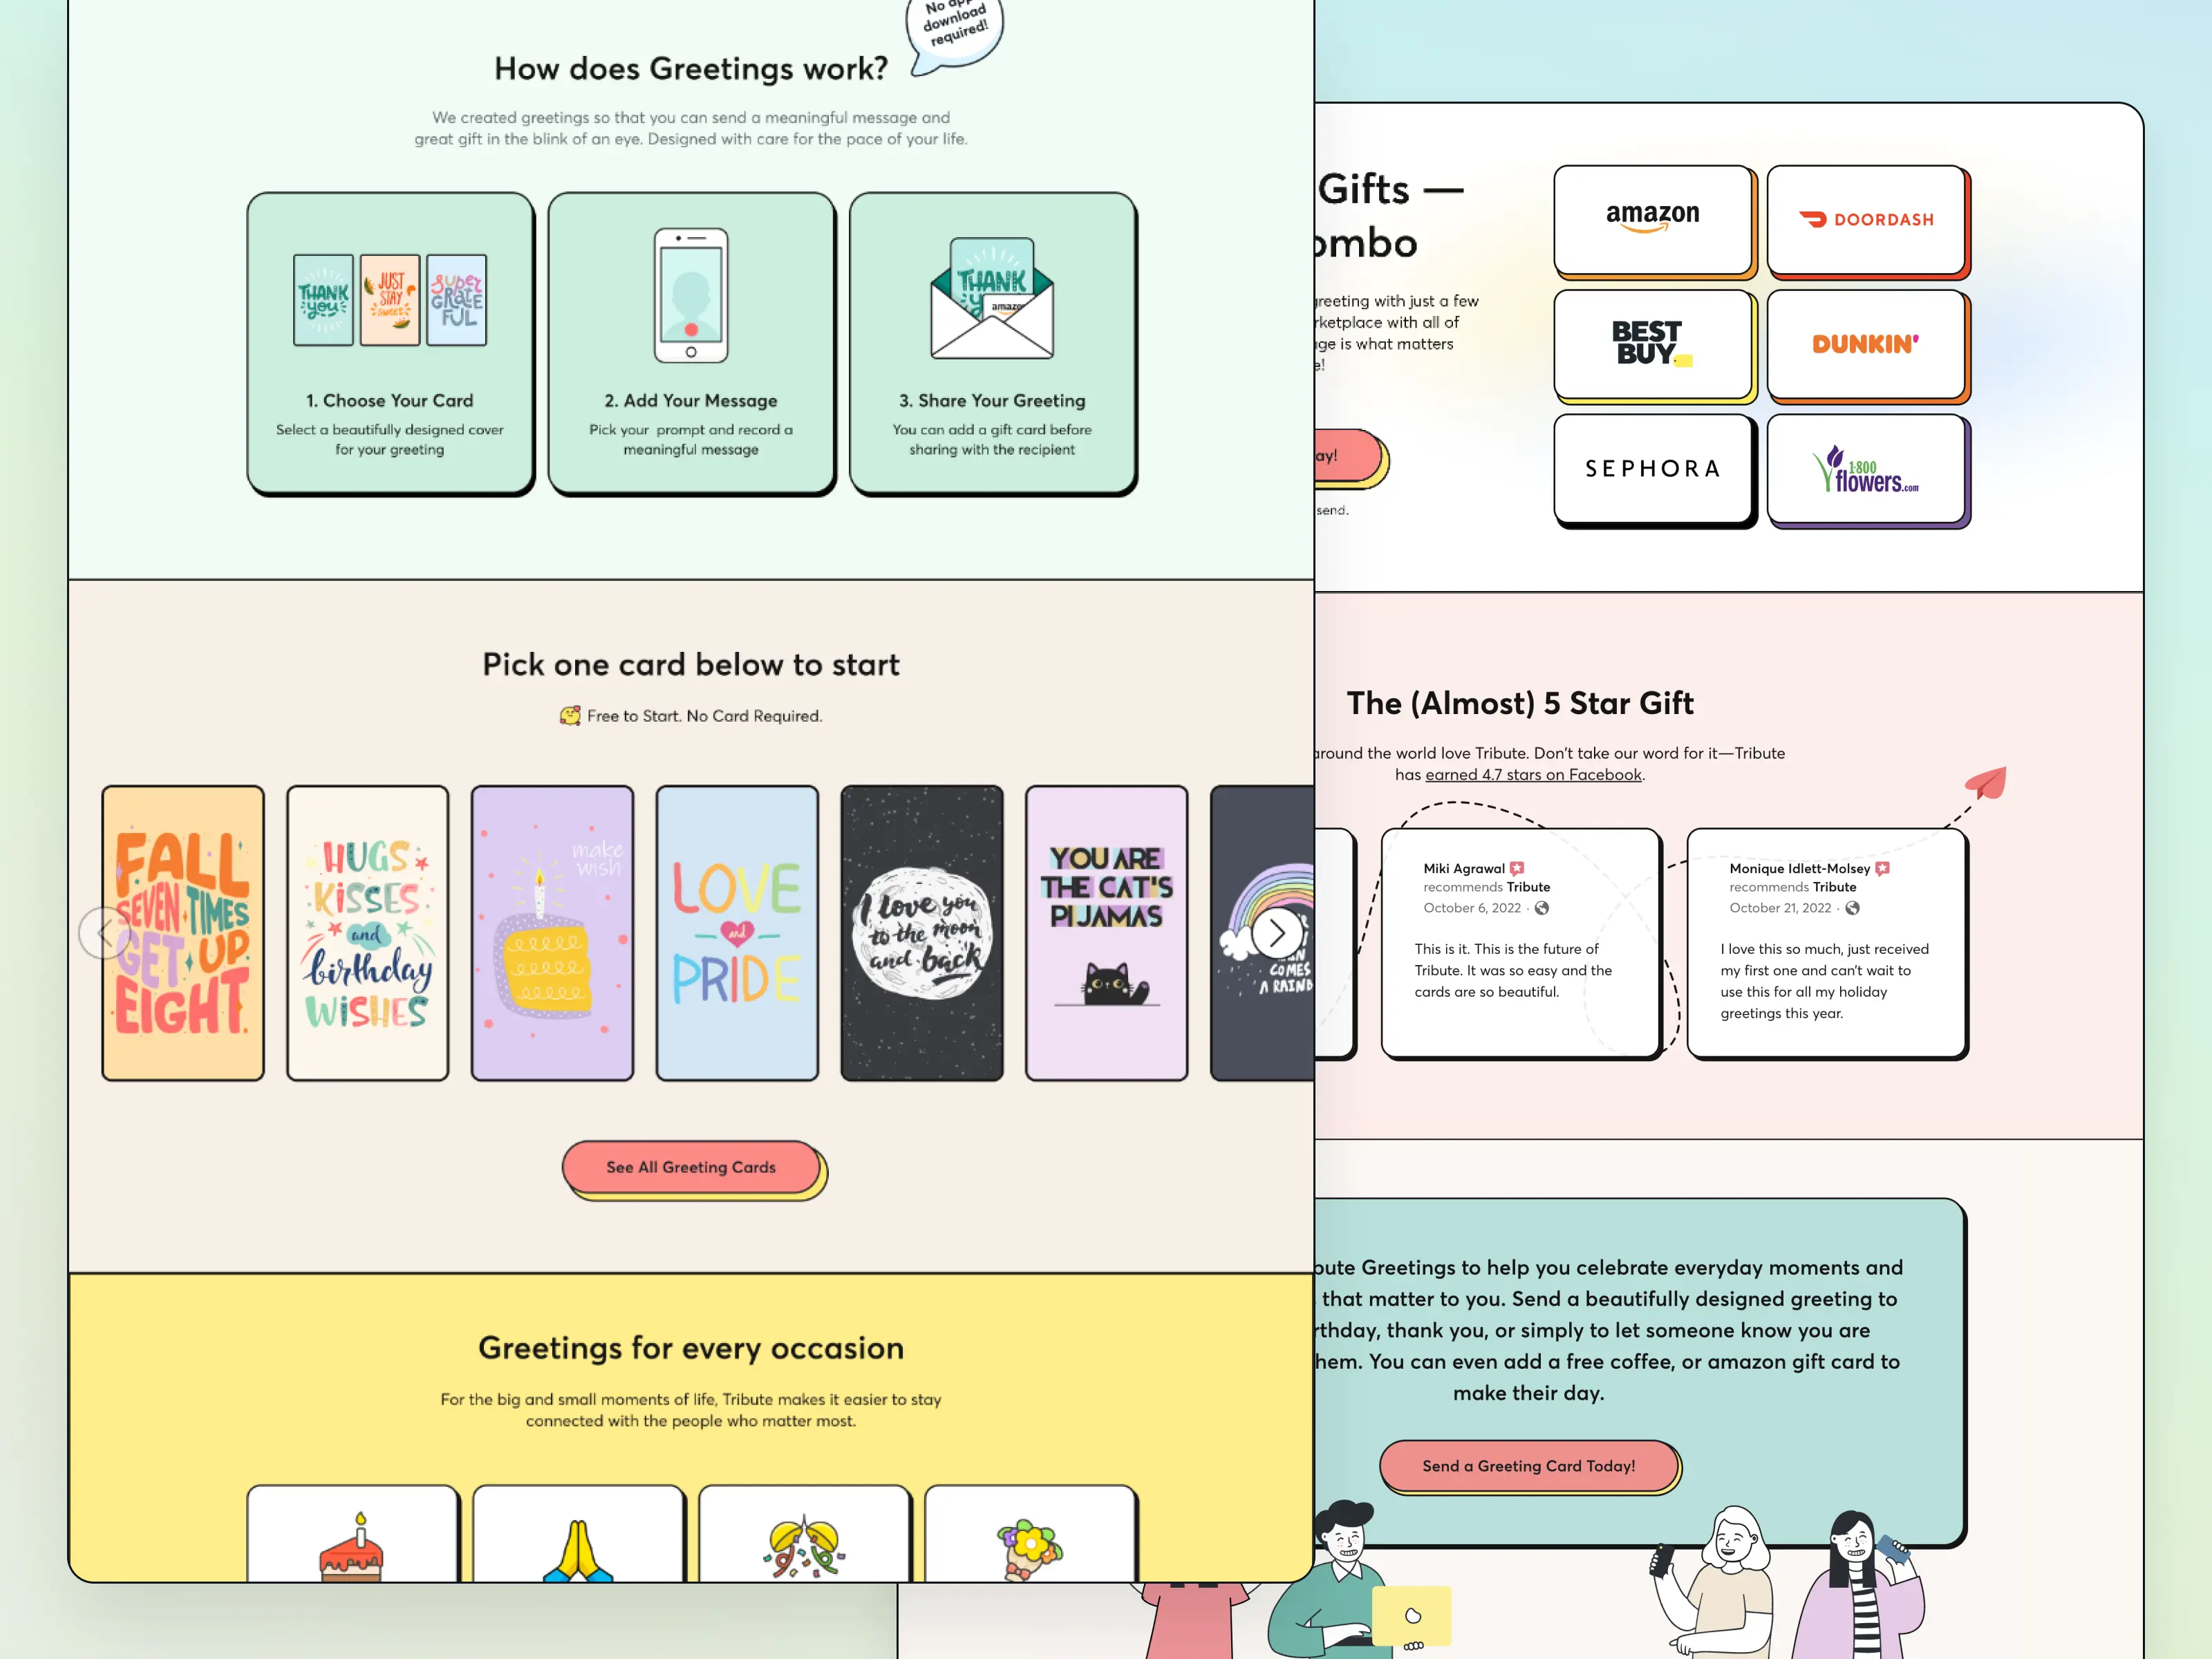 No app
download
required!
How does Greetings work?
We created greetings so that you can send a meaningful message and
great gift in the blink of an eye. Designed with care for the pace of your life.
THANK
you
JUST
STAY
sweet
super
GRATE
FUL
THANK
amazon
1. Choose Your Card
Select a beautifully designed cover
for your greeting
2. Add Your Message
Pick your prompt and record a
meaningful message
3. Share Your Greeting
You can add a gift card before
sharing with the recipient
Pick one card below to start
Free to Start. No Card Required.
FALL
SEVEN TIMES
GET UP
EIGHT
HUGS
KISSES
and
birthday
WISHES
make
wish
LOVE
and
PRIDE
I love you
to the moon
and back
YOU ARE
THE CAT'S
PIJAMAS
COMES
A RAINB
See All Greeting Cards
Greetings for every occasion
For the big and small moments of life, Tribute makes it easier to stay
connected with the people who matter most.
Gifts —
ombo
greeting with just a few
rketplace with all of
ge is what matters
e!
ay!
send.
amazon
DOORDASH
BEST
BUY
DUNKIN'
SEPHORA
1·800
flowers.com
The (Almost) 5 Star Gift
around the world love Tribute. Don't take our word for it—Tribute
has earned 4.7 stars on Facebook.
Miki Agrawal
recommends Tribute
October 6, 2022 ·
This is it. This is the future of
Tribute. It was so easy and the
cards are so beautiful.
Monique Idlett-Molsey
recommends Tribute
October 21, 2022 ·
I love this so much, just received
my first one and can't wait to
use this for all my holiday
greetings this year.
bute Greetings to help you celebrate everyday moments and
that matter to you. Send a beautifully designed greeting to
rthday, thank you, or simply to let someone know you are
hem. You can even add a free coffee, or amazon gift card to
make their day.
Send a Greeting Card Today!